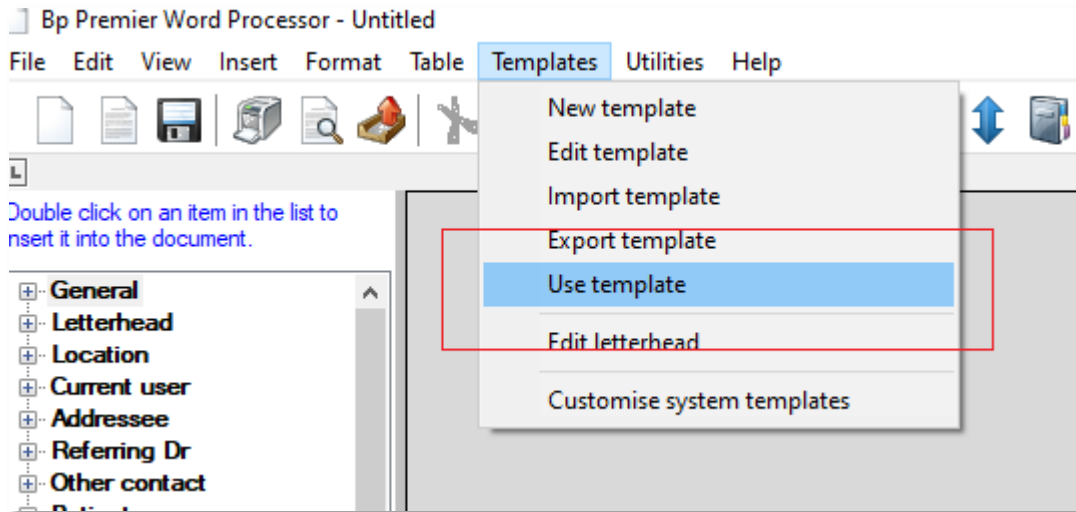 Bp Premier Word Processor - Untitled
File Edit View Insert Format Table Templates Utilities Help
New template
Edit template
Import template
Export template
Use template
Edit letterhead
Customise system templates
L
Double click on an item in the list to
nsert it into the document.
General
Letterhead
Location
Current user
Addressee
Referring Dr
Other contact